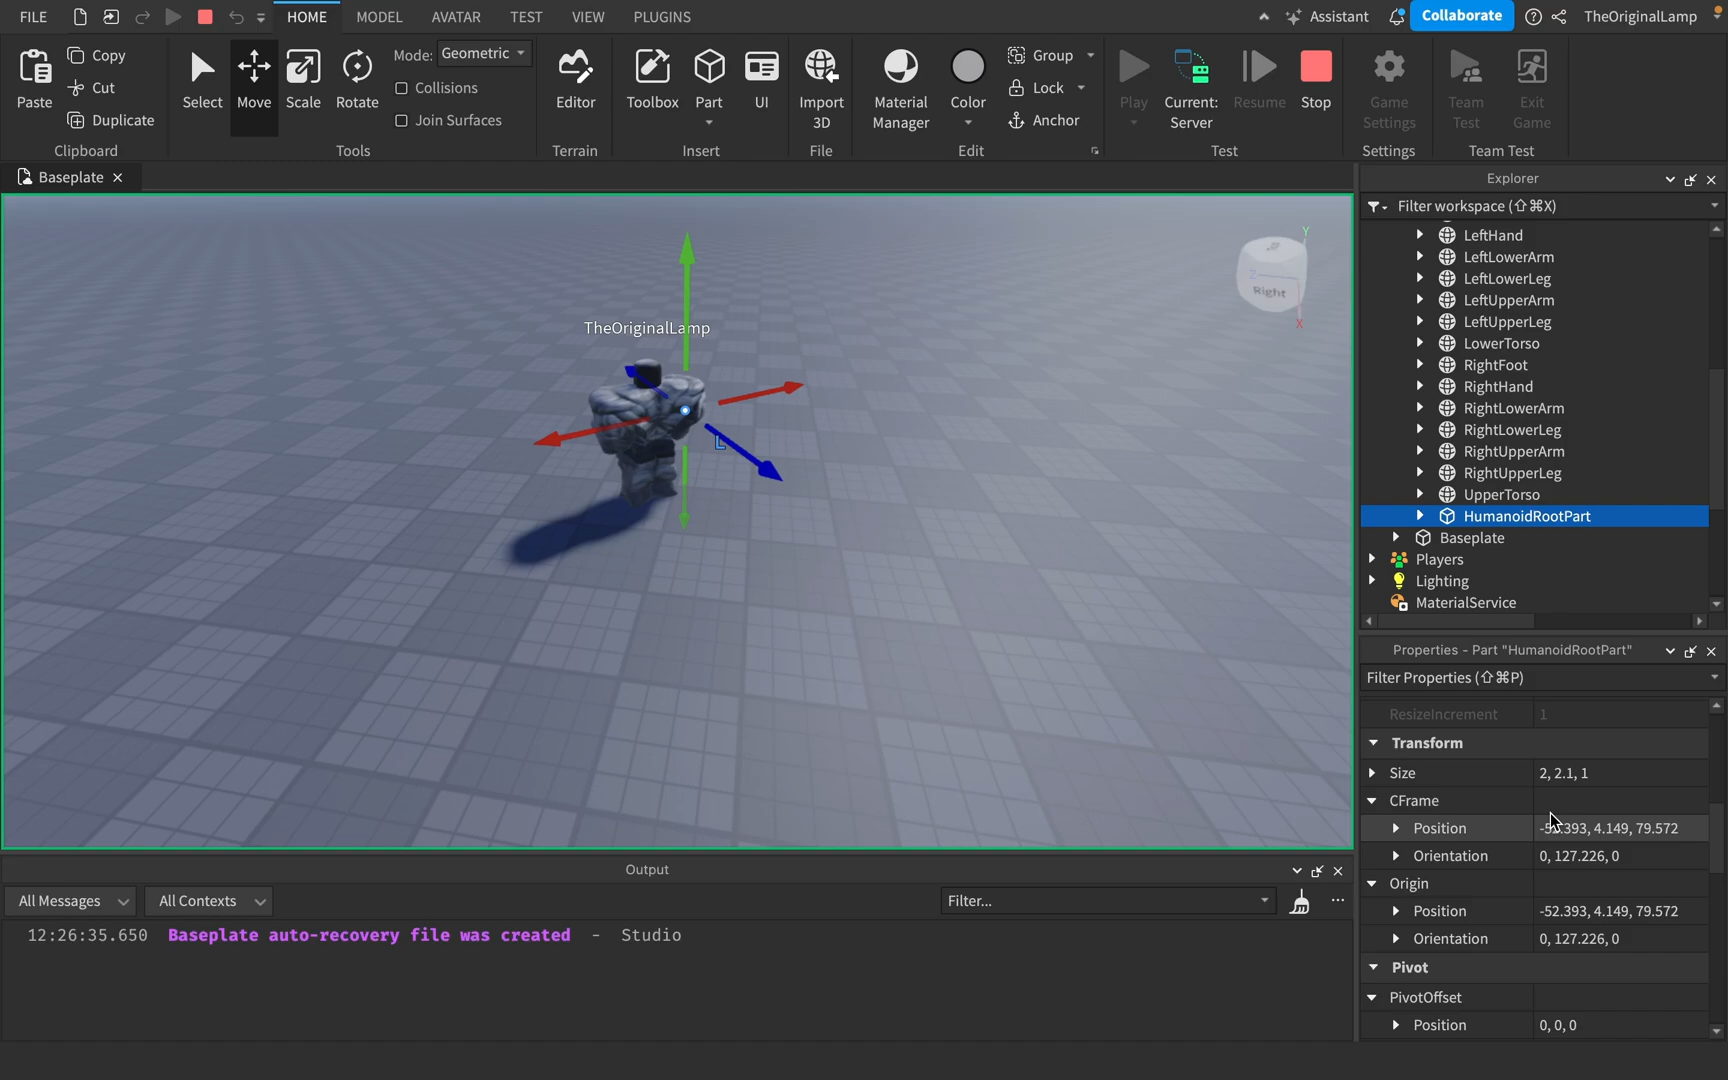 FILE HOME MODEL AVATAR TEST VIEW PLUGINS Assistant Collaborate TheOriginalLamp
Paste Copy Cut Duplicate Clipboard
Select Move Scale Rotate Mode: Geometric Collisions Join Surfaces Tools
Editor Terrain
Toolbox Part UI Insert
Import 3D File
Material Manager Color Group Lock Anchor Edit
Play Current: Server Resume Stop Test
Game Settings Settings
Team Test Exit Game Team Test
Baseplate
TheOriginalLamp
Y
Z
Right
X
L
Explorer
Filter workspace (⇧⌘X)
LeftHand
LeftLowerArm
LeftLowerLeg
LeftUpperArm
LeftUpperLeg
LowerTorso
RightFoot
RightHand
RightLowerArm
RightLowerLeg
RightUpperArm
RightUpperLeg
UpperTorso
HumanoidRootPart
Baseplate
Players
Lighting
MaterialService
Properties - Part "HumanoidRootPart"
Filter Properties (⇧⌘P)
ResizeIncrement 1
Transform
Size 2, 2.1, 1
CFrame
Position 4.149, 79.572
Orientation 0, 127.226, 0
Origin
Position -52.393, 4.149, 79.572
Orientation 0, 127.226, 0
Pivot
PivotOffset
Position 0, 0, 0
Output
All Messages All Contexts Filter...
12:26:35.650 Baseplate auto-recovery file was created - Studio